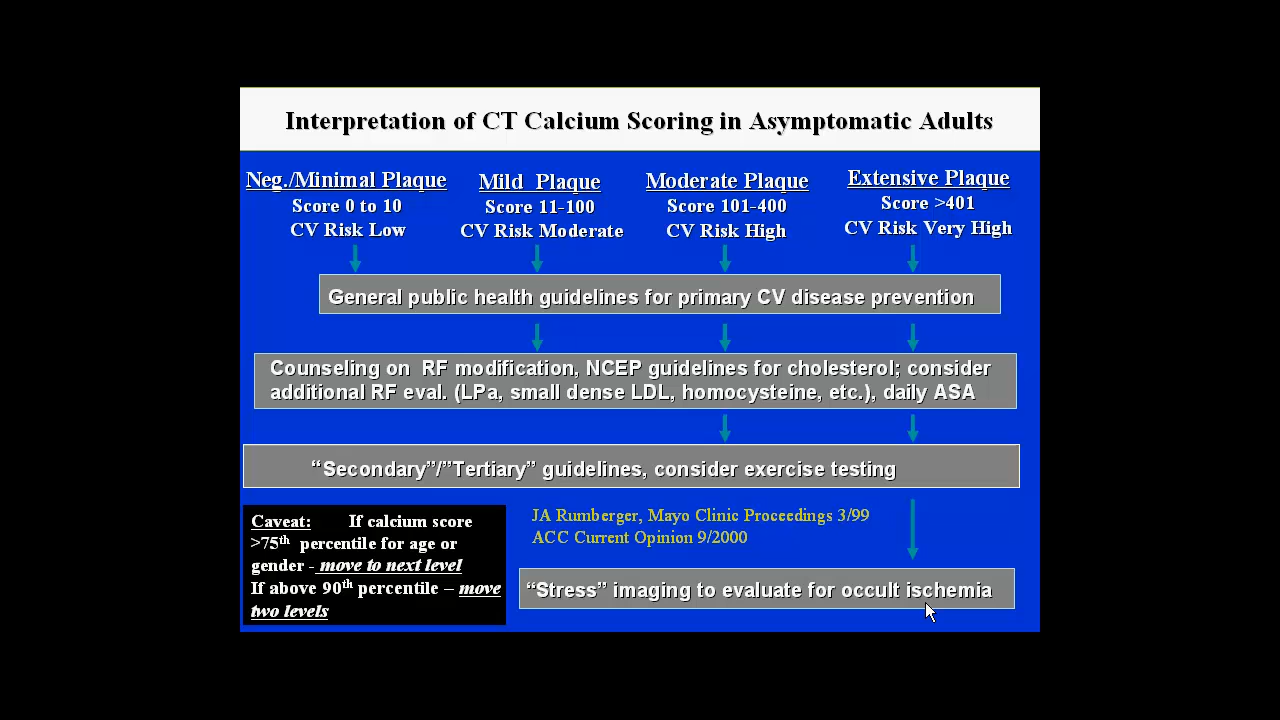 Interpretation of CT Calcium Scoring in Asymptomatic Adults
Neg./Minimal Plaque
Score 0 to 10
CV Risk Low
Mild Plaque
Score 11-100
CV Risk Moderate
Moderate Plaque
Score 101-400
CV Risk High
Extensive Plaque
Score >401
CV Risk Very High
General public health guidelines for primary CV disease prevention
Counseling on RF modification, NCEP guidelines for cholesterol; consider
additional RF eval. (LPa, small dense LDL, homocysteine, etc.), daily ASA
“Secondary”/”Tertiary” guidelines, consider exercise testing
Caveat: If calcium score
>75th percentile for age or
gender - move to next level
If above 90th percentile – move
two levels
JA Rumberger, Mayo Clinic Proceedings 3/99
ACC Current Opinion 9/2000
“Stress” imaging to evaluate for occult ischemia